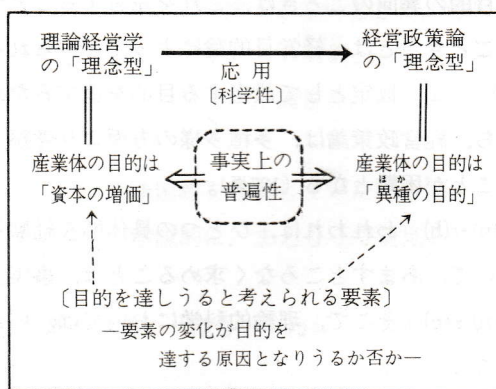 理論経営学
の「理念型」
経営政策論
の「理念型」
応用
〔科学性〕
産業体の目的は
「資本の増価」
事実上の
普遍性
産業体の目的は
「異種の目的」
ほか
〔目的を達しうると考えられる要素〕
―要素の変化が目的を
達する原因となりうるか否か―